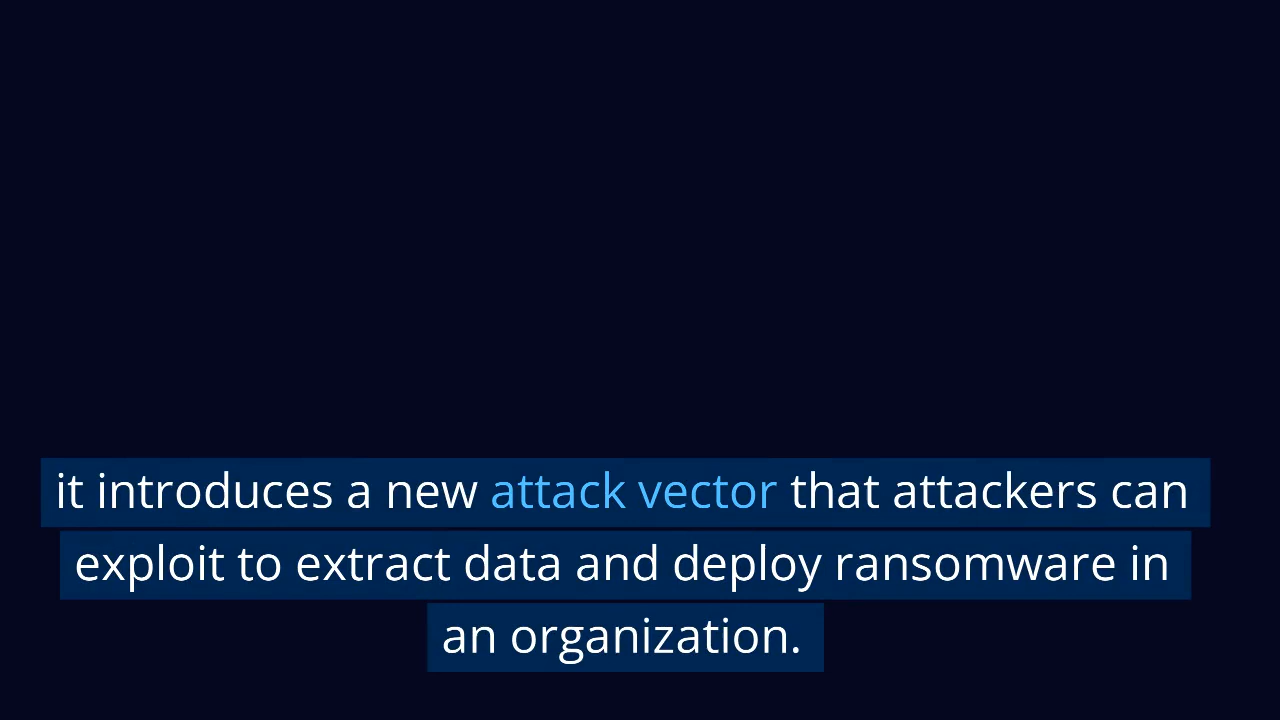 it introduces a new attack vector that attackers can
exploit to extract data and deploy ransomware in
an organization.